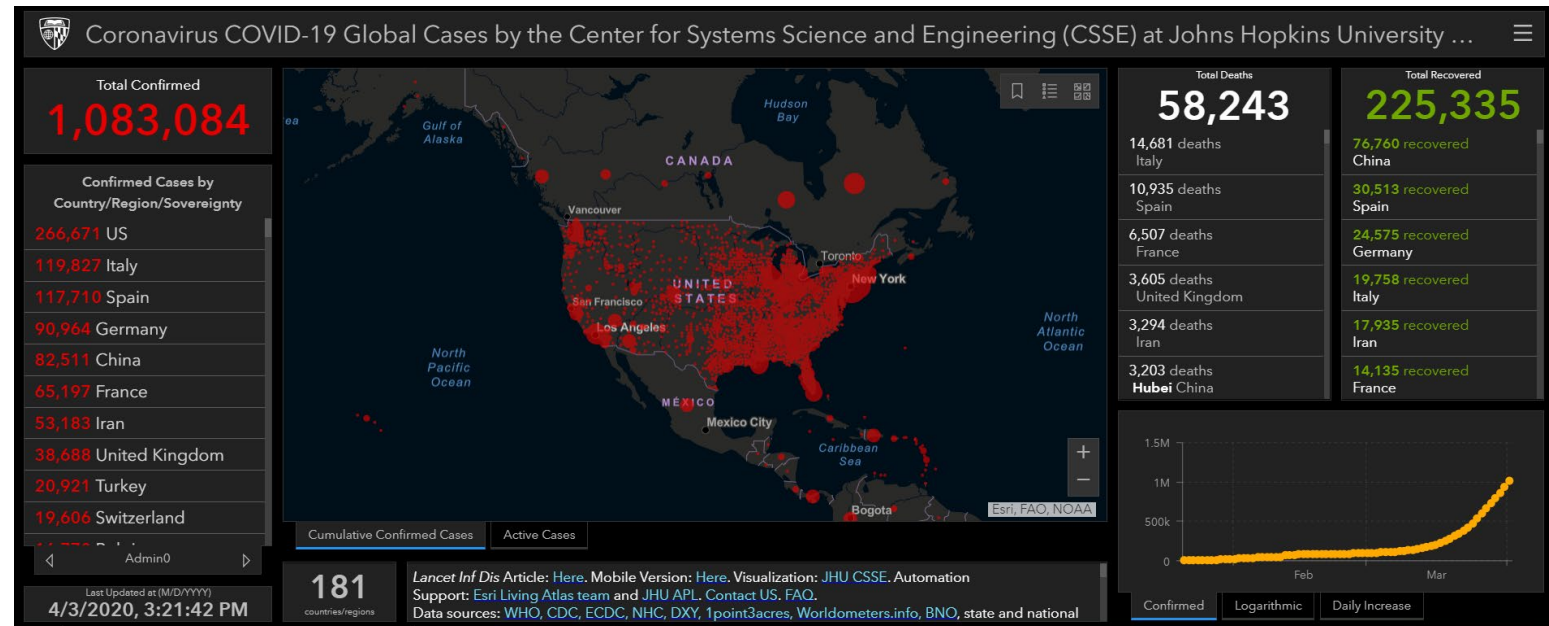 Coronavirus COVID-19 Global Cases by the Center for Systems Science and Engineering (CSSE) at Johns Hopkins University ...
Total Confirmed
1,083,084
Confirmed Cases by
Country/Region/Sovereignty
266,671 US
119,827 Italy
117,710 Spain
90,964 Germany
82,511 China
65,197 France
53,183 Iran
38,688 United Kingdom
20,921 Turkey
19,606 Switzerland
Admin0
Last Updated at (M/D/YYYY)
4/3/2020, 3:21:42 PM
ea
Gulf of
Alaska
Hudson
Bay
CANADA
Vancouver
Toronto
New York
UNITED
STATES
San Francisco
Los Angeles
North
Pacific
Ocean
North
Atlantic
Ocean
MÉXICO
Mexico City
Caribbean
Sea
Bogota
+
−
Esri, FAO, NOAA
Cumulative Confirmed Cases
Active Cases
181
countries/regions
Lancet Inf Dis Article: Here. Mobile Version: Here. Visualization: JHU CSSE. Automation
Support: Esri Living Atlas team and JHU APL. Contact US. FAQ.
Data sources: WHO, CDC, ECDC, NHC, DXY, 1point3acres, Worldometers.info, BNO, state and national
Total Deaths
58,243
14,681 deaths
Italy
10,935 deaths
Spain
6,507 deaths
France
3,605 deaths
United Kingdom
3,294 deaths
Iran
3,203 deaths
Hubei China
Total Recovered
225,335
76,760 recovered
China
30,513 recovered
Spain
24,575 recovered
Germany
19,758 recovered
Italy
17,935 recovered
Iran
14,135 recovered
France
1.5M
1M
500k
0
Feb
Mar
Confirmed
Logarithmic
Daily Increase